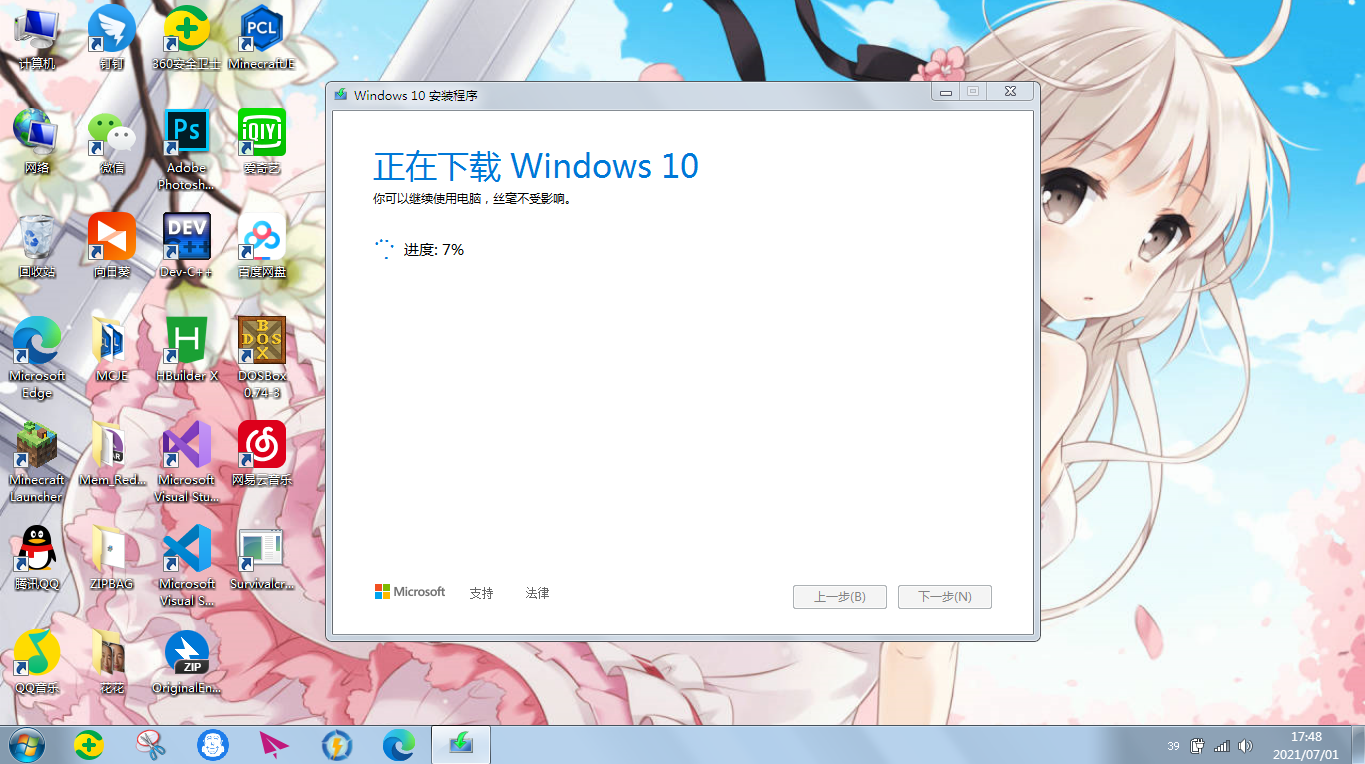 计算机
钉钉
360安全卫士
MinecraftJE
网络
微信
Adobe
Photosh...
爱奇艺
回收站
向日葵
Dev-C++
百度网盘
Microsoft
Edge
MCJE
HBuilder X
DOSBox
0.74-3
Minecraft
Launcher
Mem_Red...
Microsoft
Visual Stu...
网易云音乐
腾讯QQ
ZIPBAG
Microsoft
Visual S...
Survivalcr...
QQ音乐
花花
OriginalEn...
PCL
Ps
iQIYI
DEV
C++
H
B
DOS
X
ZIP
Windows 10 安装程序
正在下载 Windows 10
你可以继续使用电脑，丝毫不受影响。
进度: 7%
Microsoft
支持
法律
上一步(B)
下一步(N)
39
17:48
2021/07/01